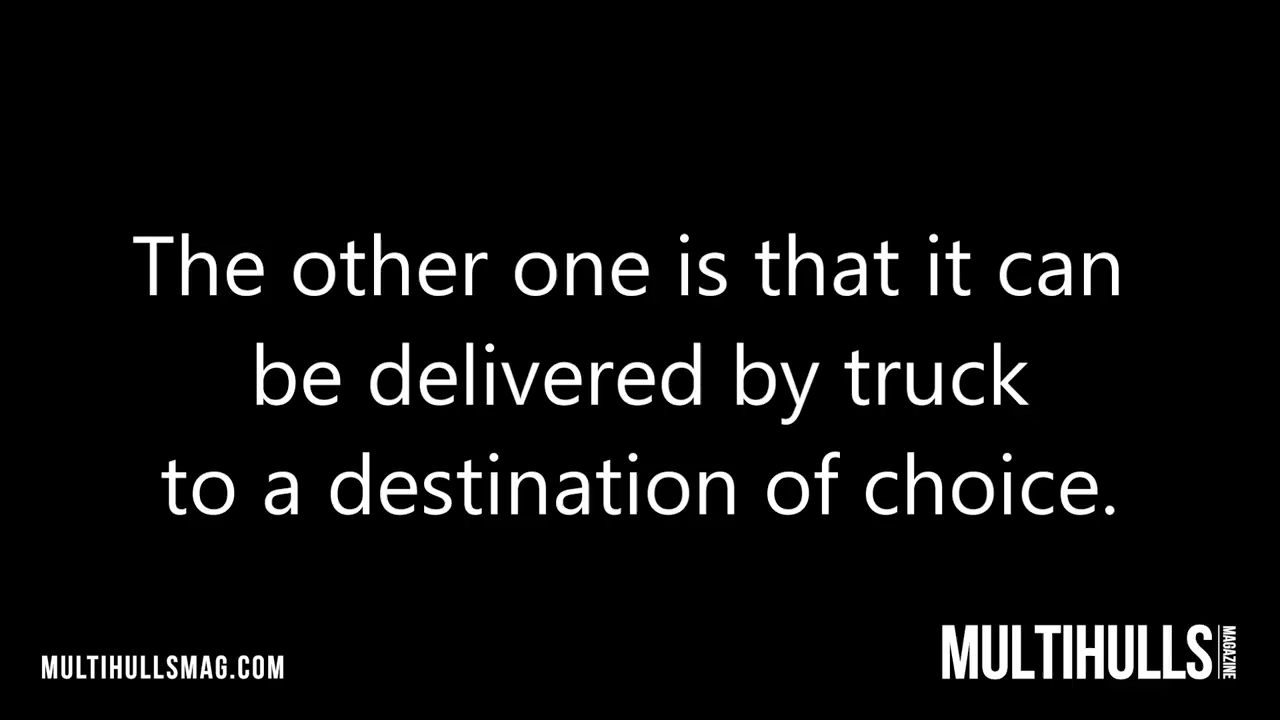 The other one is that it can
be delivered by truck
to a destination of choice.
MULTIHULLSMAG.COM
MULTIHULLS MAGAZINE